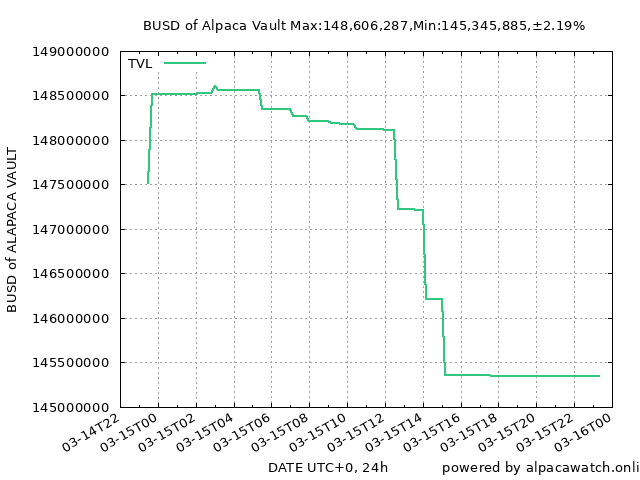 BUSD of Alpaca Vault Max:148,606,287,Min:145,345,885,±2.19%
TVL
149000000
148500000
148000000
147500000
147000000
146500000
146000000
145500000
145000000
BUSD of ALAPACA VAULT
03-14T22
03-15T00
03-15T02
03-15T04
03-15T06
03-15T08
03-15T10
03-15T12
03-15T14
03-15T16
03-15T18
03-15T20
03-15T22
03-16T00
DATE UTC+0, 24h
powered by alpacawatch.onli